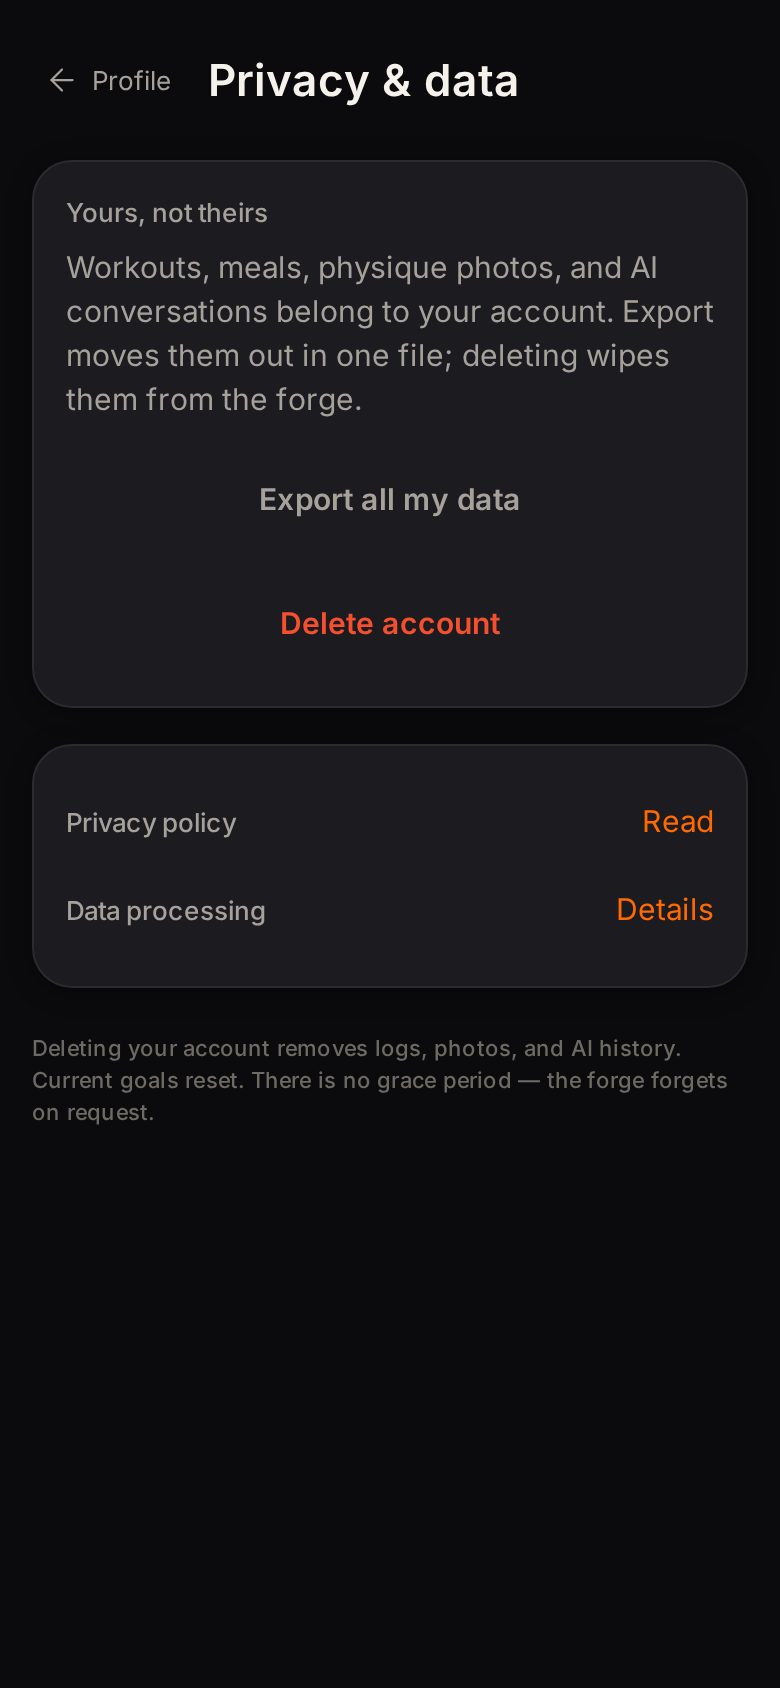 Profile
Privacy & data
Yours, not theirs
Workouts, meals, physique photos, and AI
conversations belong to your account. Export
moves them out in one file; deleting wipes
them from the forge.
Export all my data
Delete account
Privacy policy Read
Data processing Details
Deleting your account removes logs, photos, and AI history.
Current goals reset. There is no grace period — the forge forgets
on request.